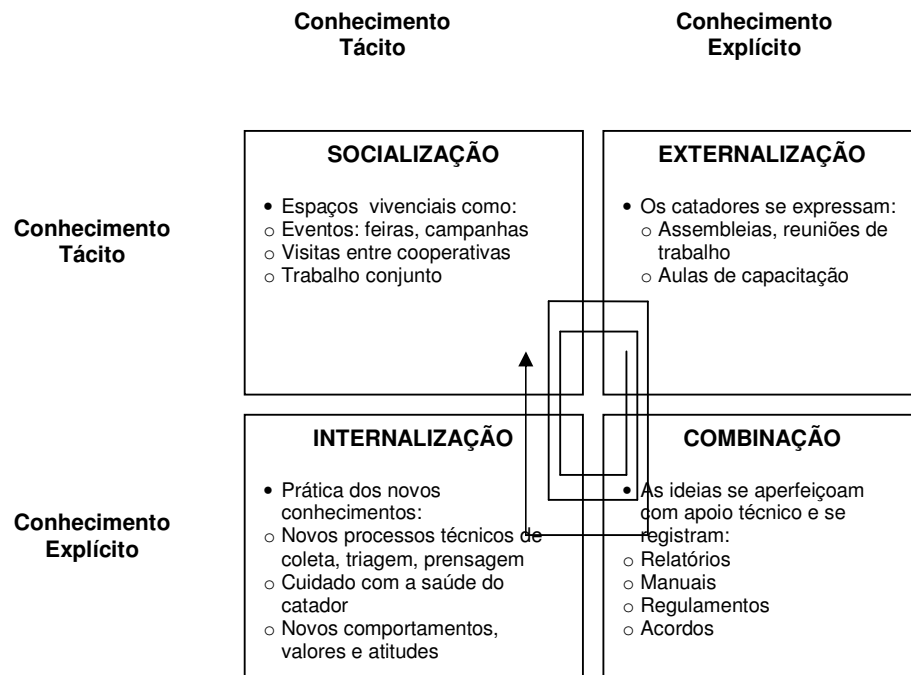 Conhecimento
Tácito
Conhecimento
Explícito
Conhecimento
Tácito
SOCIALIZAÇÃO
• Espaços vivenciais como:
○ Eventos: feiras, campanhas
○ Visitas entre cooperativas
○ Trabalho conjunto
EXTERNALIZAÇÃO
• Os catadores se expressam:
○ Assembleias, reuniões de
trabalho
○ Aulas de capacitação
Conhecimento
Explícito
INTERNALIZAÇÃO
• Prática dos novos
conhecimentos:
○ Novos processos técnicos de
coleta, triagem, prensagem
○ Cuidado com a saúde do
catador
○ Novos comportamentos,
valores e atitudes
COMBINAÇÃO
• As ideias se aperfeiçoam
com apoio técnico e se
registram:
○ Relatórios
○ Manuais
○ Regulamentos
○ Acordos